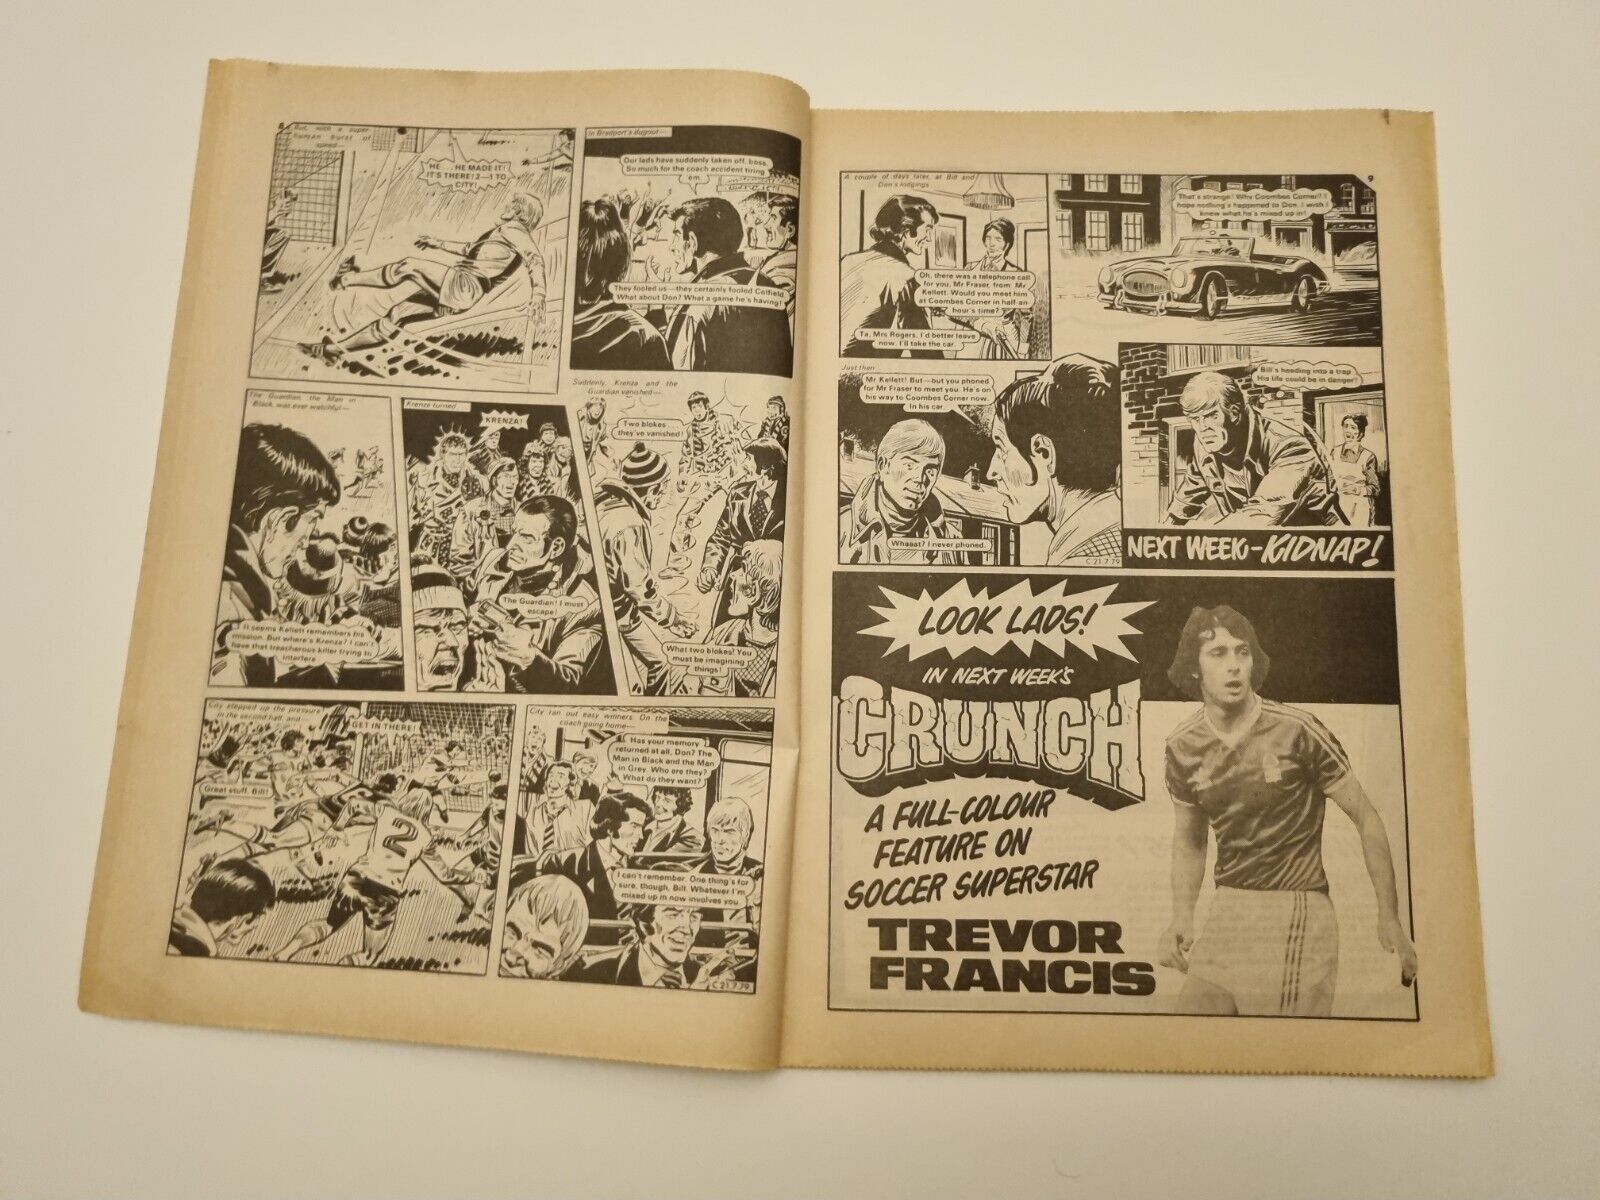 8
But, with a super-
human burst of
speed—
HE.... HE MADE IT!
IT'S THERE! 2—1 TO
CITY!
In Bradport's dugout—
Our lads have suddenly taken off, boss.
So much for the coach accident tiring
'em.
They fooled us—they certainly fooled Colfield.
What about Don? What a game he's having!
The Guardian, the Man in
Black, was ever watchful—
It seems Kellett remembers his
mission. But where's Krenza? I can't
have that treacherous killer trying to
interfere.
Krenza turned
KRENZA!
The Guardian! I must
escape!
Suddenly, Krenza and the
Guardian vanished—
Two blokes....
they've vanished!
What two blokes? You
must be imagining
things!
City stepped up the pressure
in the second half, and—
GET IN THERE!
Great stuff, Bill!
City ran out easy winners. On the
coach going home—
Has your memory
returned at all, Don? The
Man in Black and the Man
in Grey. Who are they?
What do they want?
I can't remember. One thing's for
sure, though, Bill. Whatever I'm
mixed up in now involves you.
C 21.7.79.
9
A couple of days later, at Bill and
Don's lodgings
Oh, there was a telephone call
for you, Mr Fraser, from Mr
Kellett. Would you meet him
at Coombes Corner in half-an-
hour's time?
Ta, Mrs Rogers. I'd better leave
now. I'll take the car.
That's strange! Why Coombes Corner? I
hope nothing's happened to Don. I wish I
knew what he's mixed up in!
Just then
Mr Kellett! But—but you phoned
for Mr Fraser to meet you. He's on
his way to Coombes Corner now.
In his car.
Whaaat? I never phoned.
C 21.7.79.
Bill's heading into a trap
His life could be in danger!
NEXT WEEK—KIDNAP!
LOOK LADS!
IN NEXT WEEK'S
CRUNCH
A FULL-COLOUR
FEATURE ON
SOCCER SUPERSTAR
TREVOR
FRANCIS
2